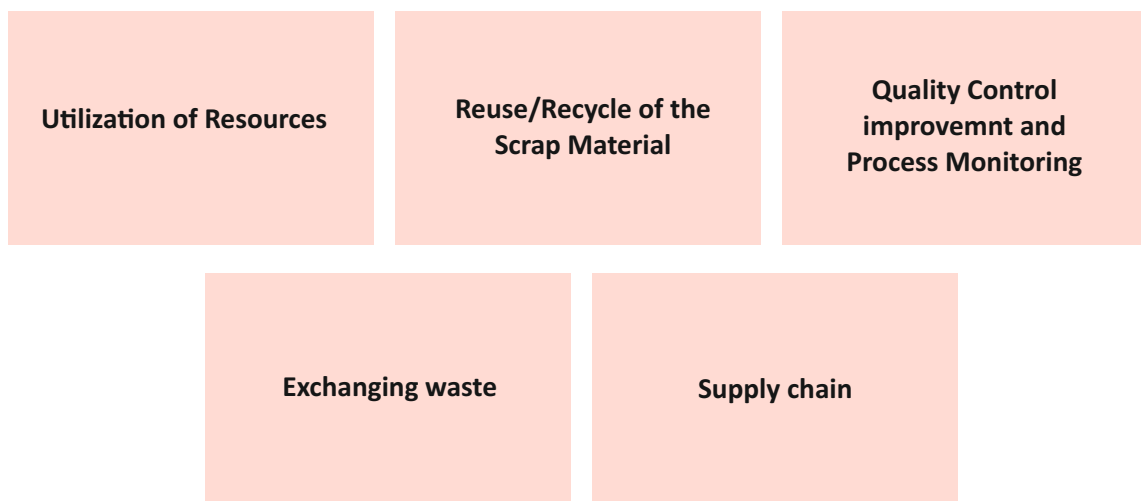 Utilization of Resources
Reuse/Recycle of the
Scrap Material
Quality Control
improvemnt and
Process Monitoring
Exchanging waste
Supply chain